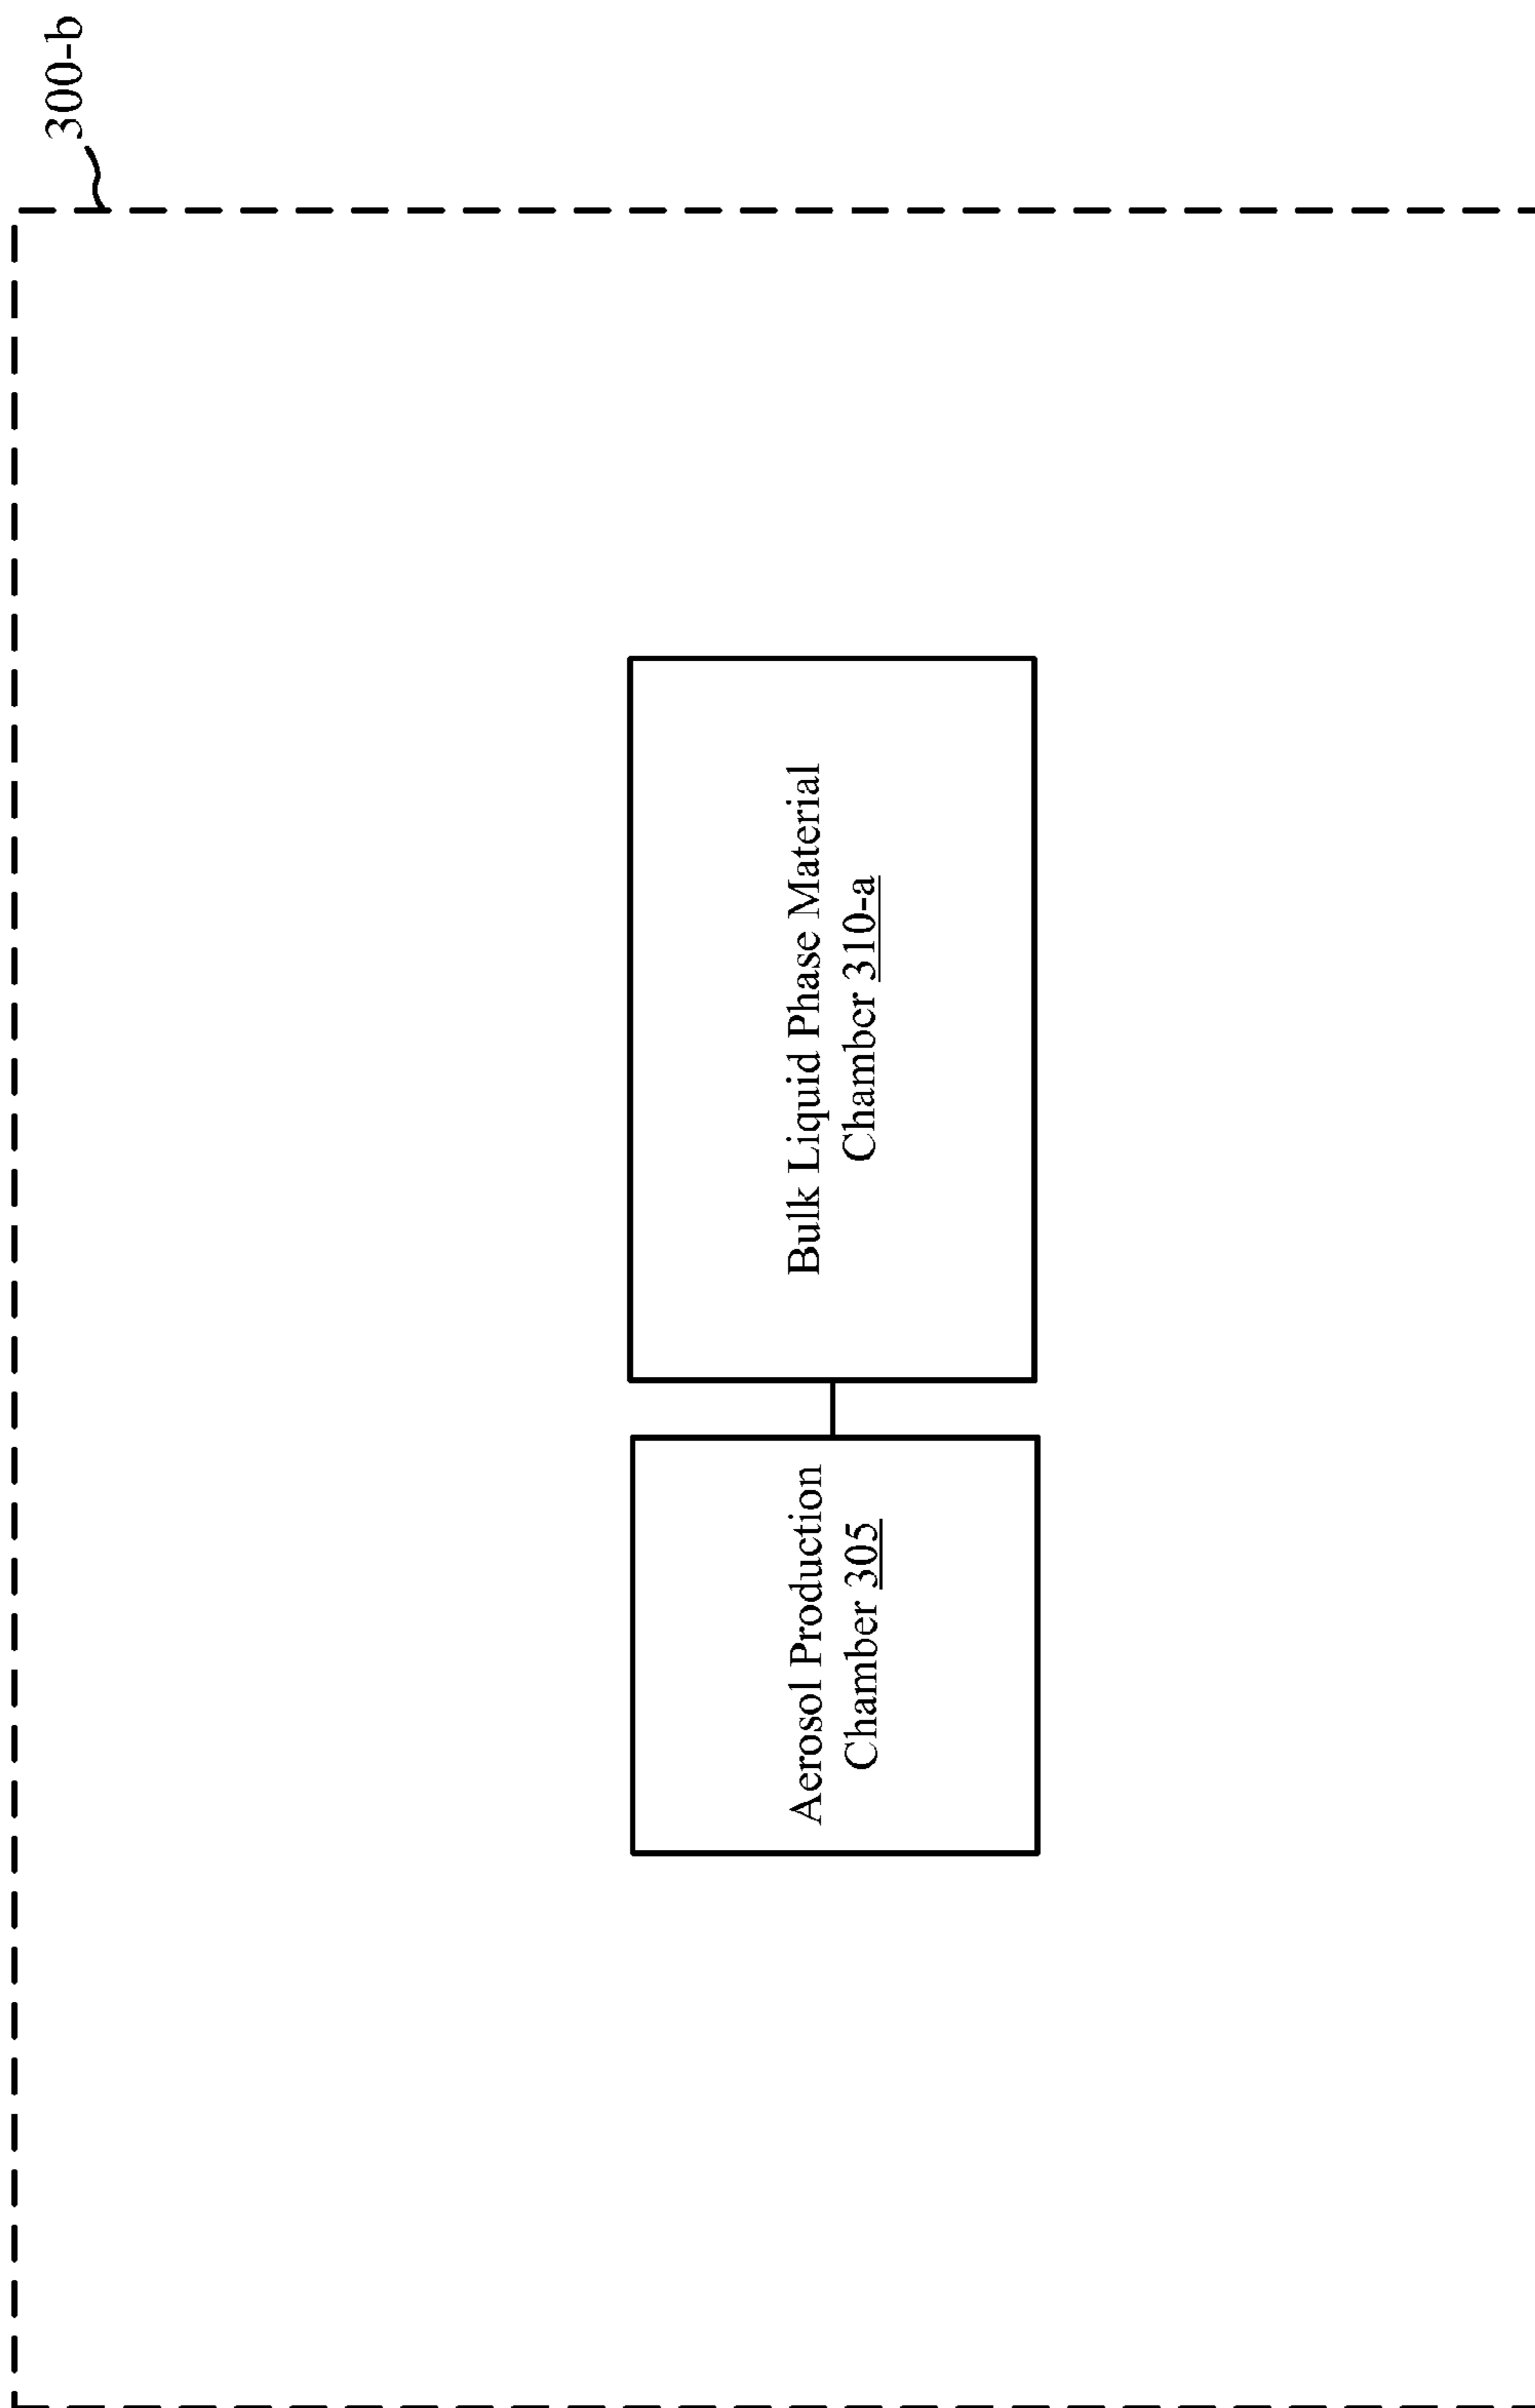 300-b
Aerosol Production
Chamber 305
Bulk Liquid Phase Material
Chamber 310-a